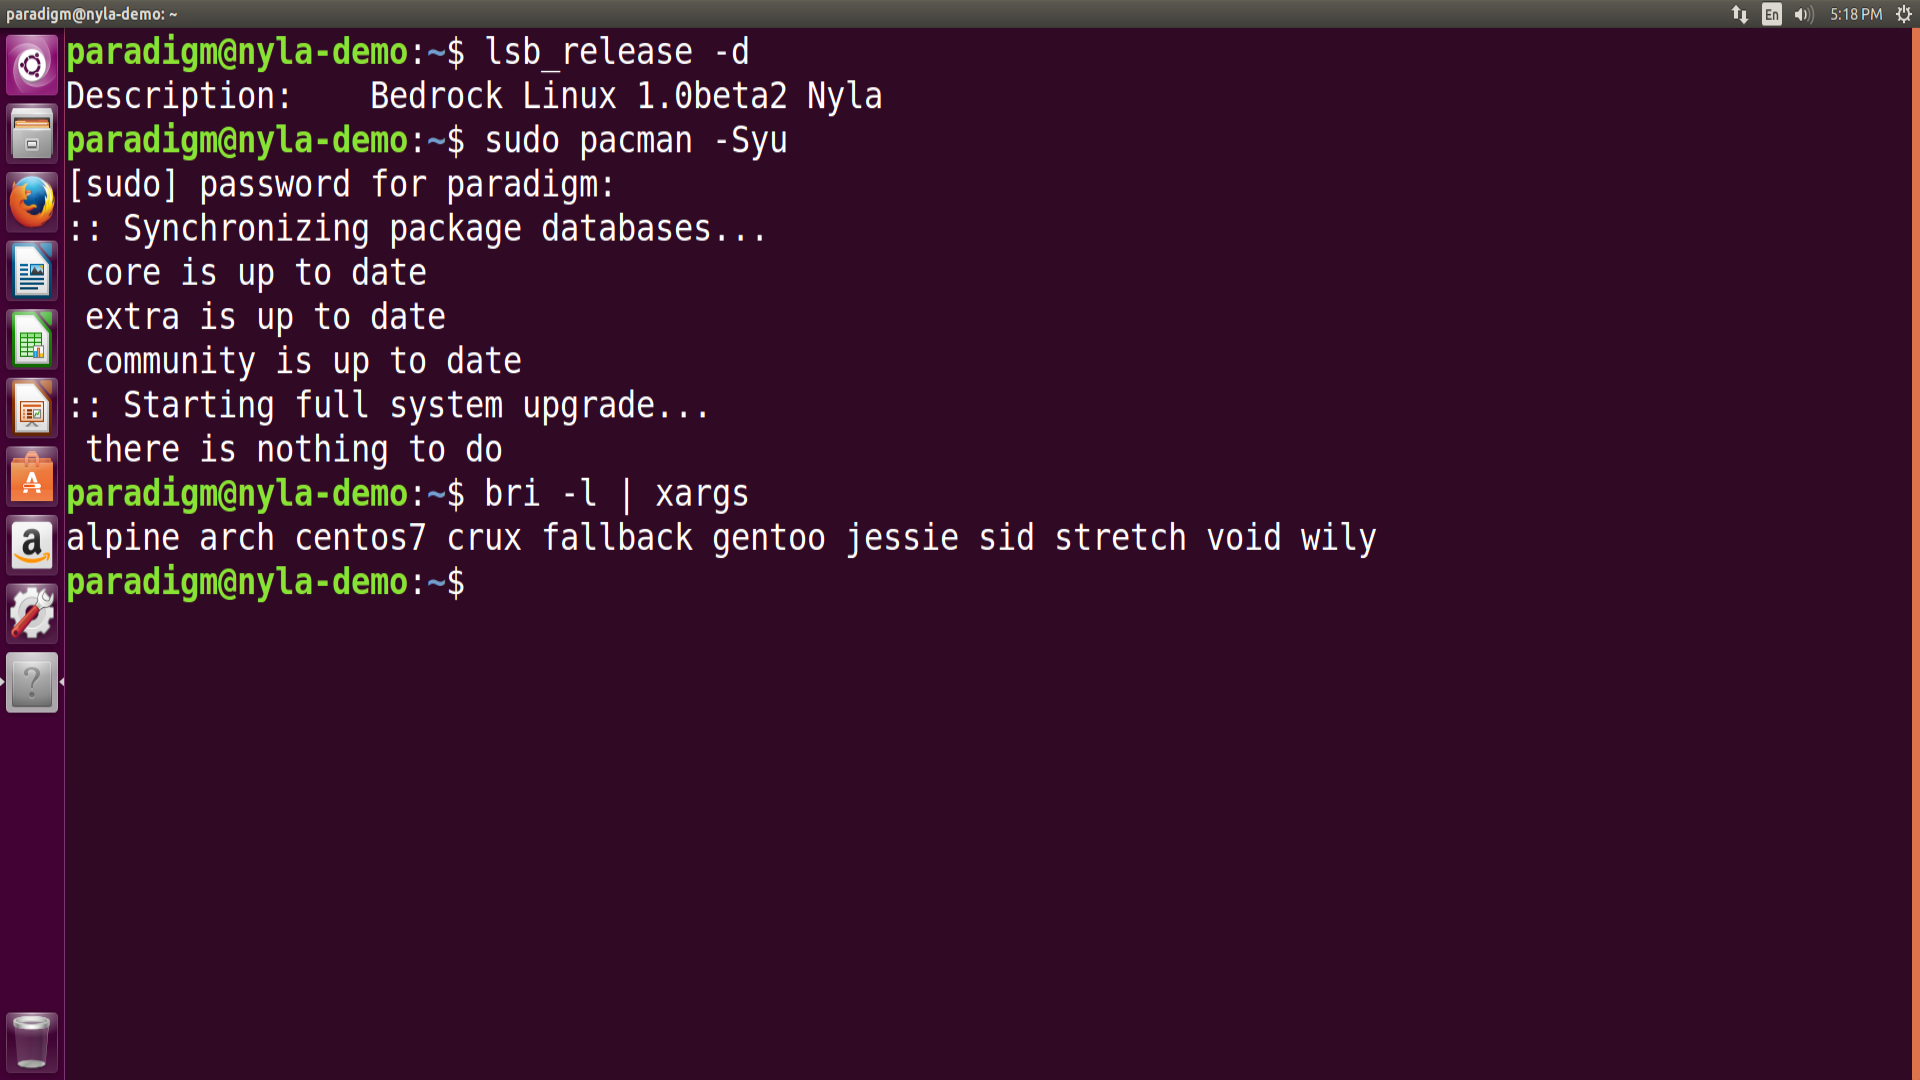 paradigm@nyla-demo: ~
En
5:18 PM
paradigm@nyla-demo:~$ lsb_release -d
Description:    Bedrock Linux 1.0beta2 Nyla
paradigm@nyla-demo:~$ sudo pacman -Syu
[sudo] password for paradigm:
:: Synchronizing package databases...
 core is up to date
 extra is up to date
 community is up to date
:: Starting full system upgrade...
 there is nothing to do
paradigm@nyla-demo:~$ bri -l | xargs
alpine arch centos7 crux fallback gentoo jessie sid stretch void wily
paradigm@nyla-demo:~$